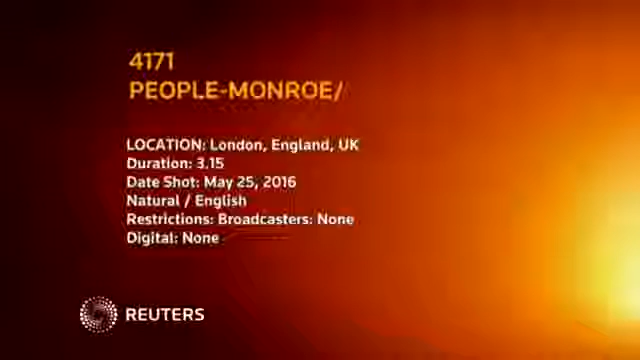 4171
PEOPLE-MONROE/
LOCATION: London, England, UK
Duration: 3.15
Date Shot: May 25, 2016
Natural / English
Restrictions: Broadcasters: None
Digital: None
REUTERS